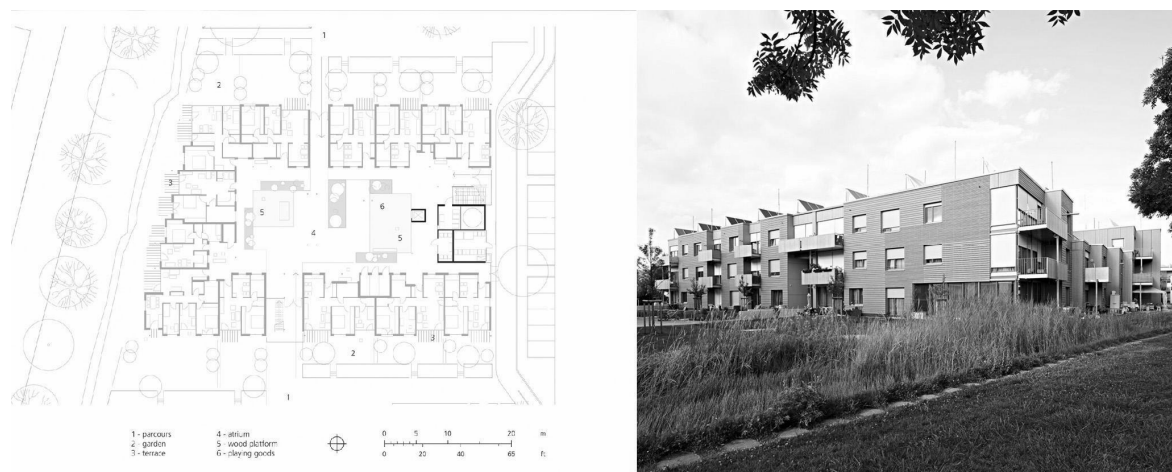 1
2
3
5
6
4
5
2
3
1
1 - parcours
2 - garden
3 - terrace
4 - atrium
5 - wood platform
6 - playing goods
0 5 10 20 m
0 20 40 65 ft